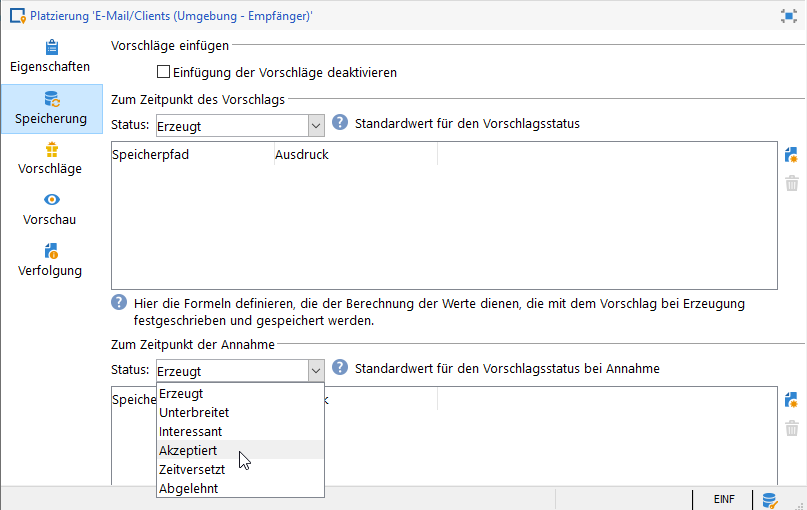 Platzierung 'E-Mail/Clients (Umgebung - Empfänger)'
Eigenschaften
Speicherung
Vorschläge
Vorschau
Verfolgung
Vorschläge einfügen
Einfügung der Vorschläge deaktivieren
Zum Zeitpunkt des Vorschlags
Status: Erzeugt ? Standardwert für den Vorschlagsstatus
Speicherpfad Ausdruck
? Hier die Formeln definieren, die der Berechnung der Werte dienen, die mit dem Vorschlag bei Erzeugung
festgeschrieben und gespeichert werden.
Zum Zeitpunkt der Annahme
Status: Erzeugt ? Standardwert für den Vorschlagsstatus bei Annahme
Speiche k
Erzeugt
Unterbreitet
Interessant
Akzeptiert
Zeitversetzt
Abgelehnt
EINF